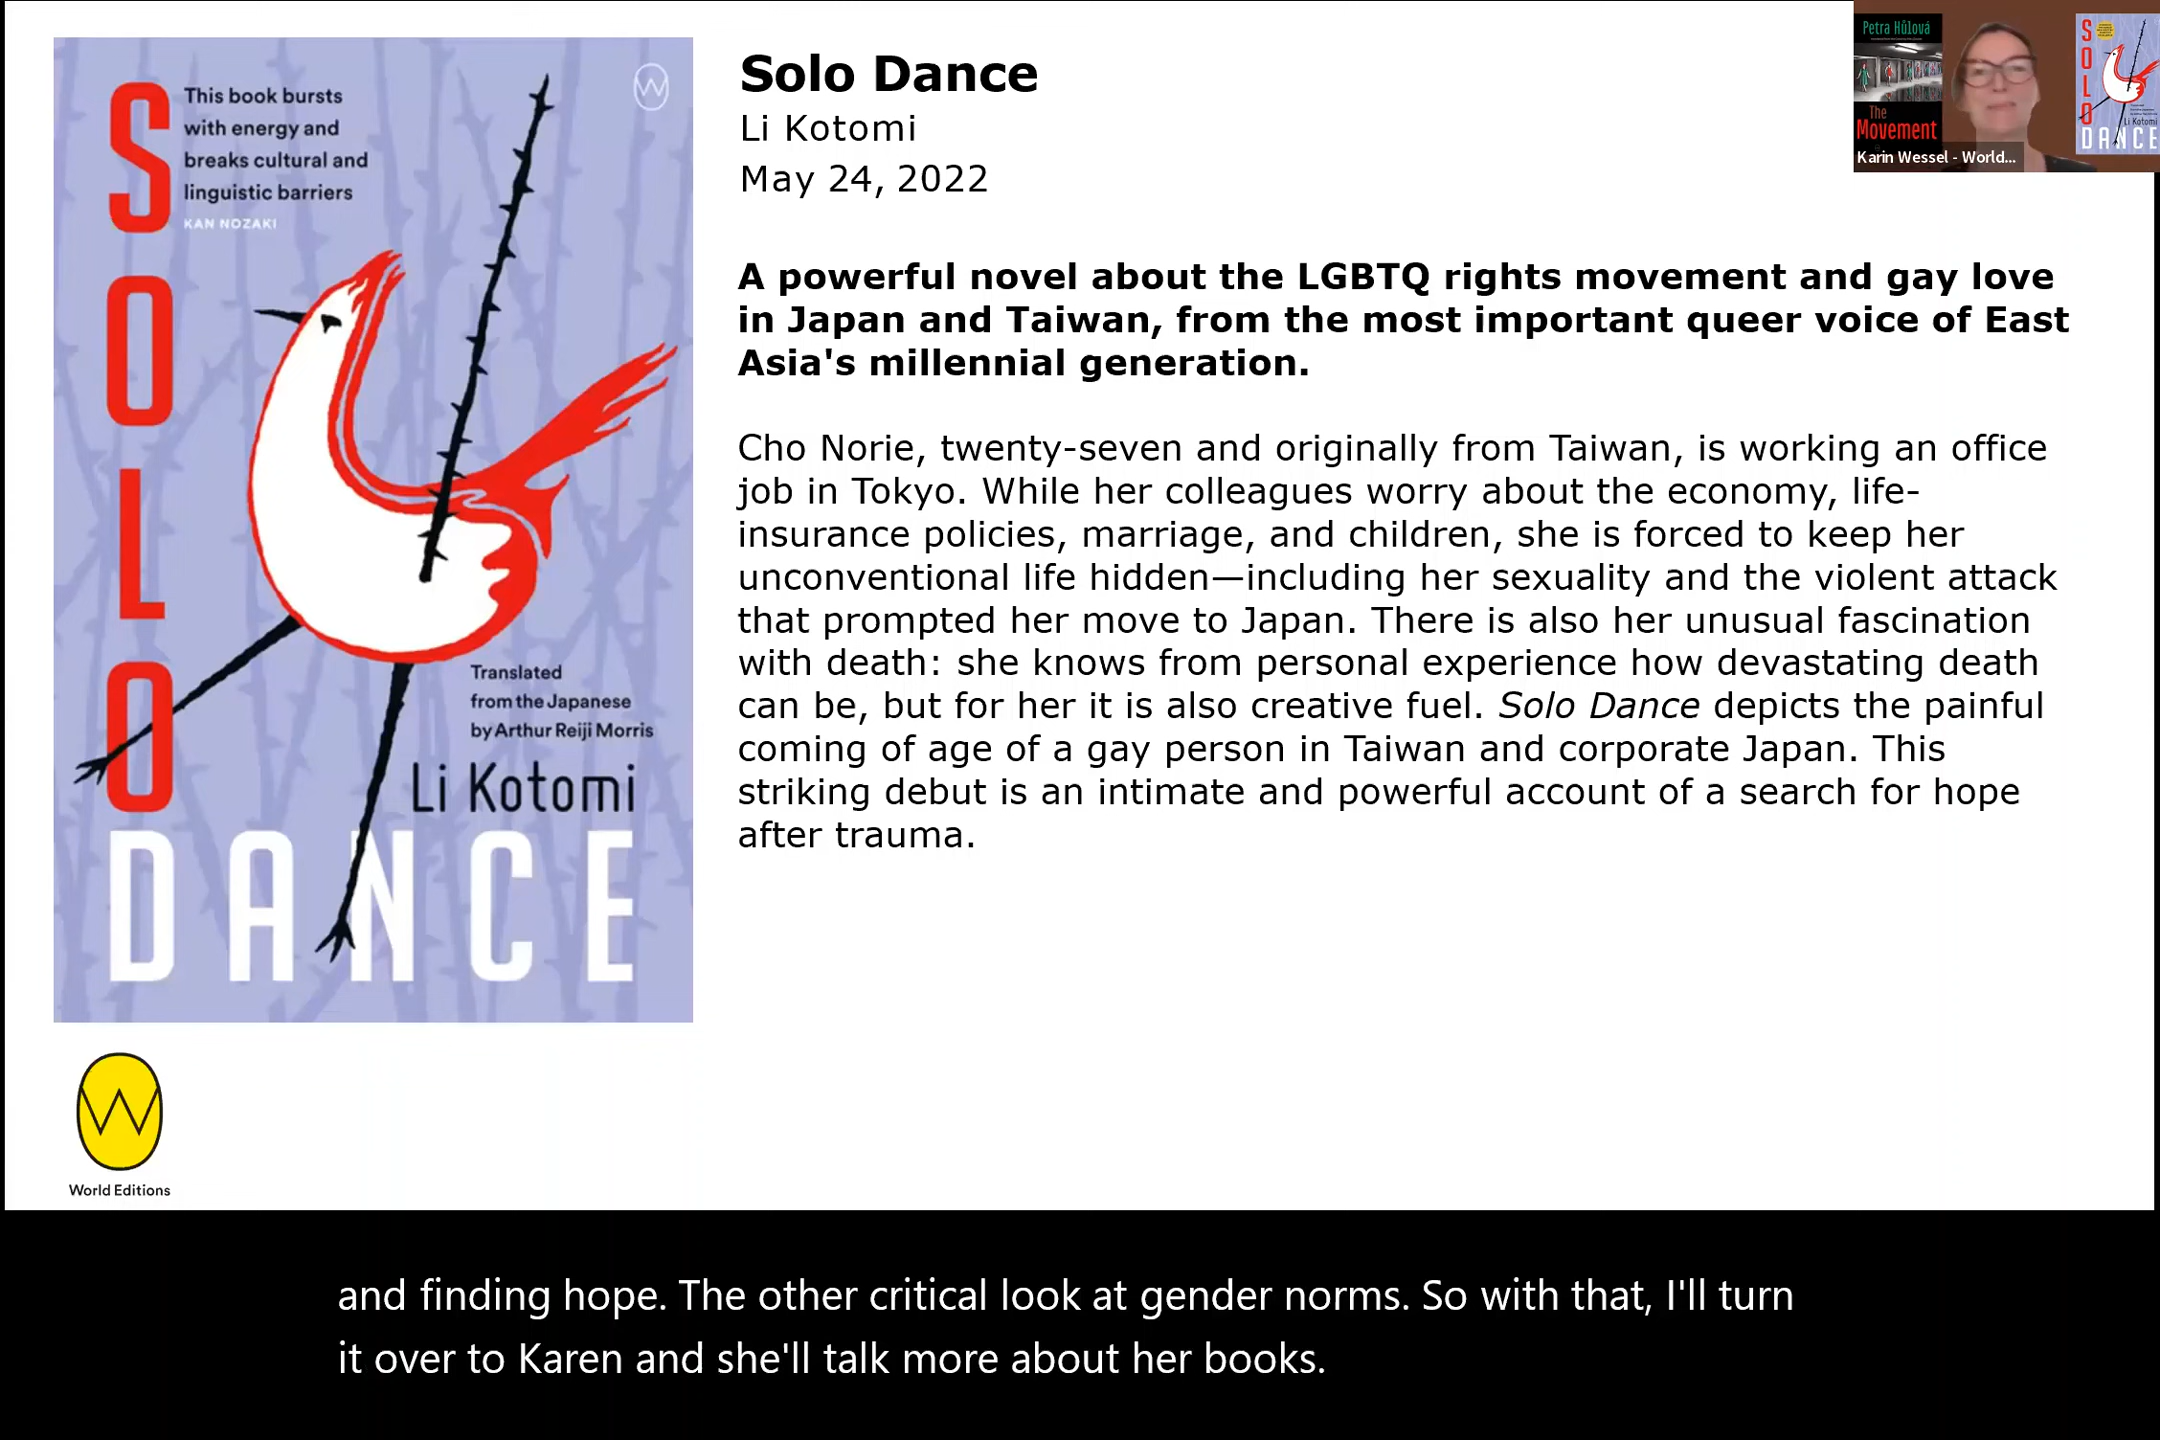 SOLO
This book bursts
with energy and
breaks cultural and
linguistic barriers
KAN NOZAKI
Translated
from the Japanese
by Arthur Reiji Morris
Li Kotomi
DANCE
World Editions
Solo Dance
Li Kotomi
May 24, 2022
A powerful novel about the LGBTQ rights movement and gay love
in Japan and Taiwan, from the most important queer voice of East
Asia's millennial generation.
Cho Norie, twenty-seven and originally from Taiwan, is working an office
job in Tokyo. While her colleagues worry about the economy, life-
insurance policies, marriage, and children, she is forced to keep her
unconventional life hidden—including her sexuality and the violent attack
that prompted her move to Japan. There is also her unusual fascination
with death: she knows from personal experience how devastating death
can be, but for her it is also creative fuel. Solo Dance depicts the painful
coming of age of a gay person in Taiwan and corporate Japan. This
striking debut is an intimate and powerful account of a search for hope
after trauma.
Petra Hůlová
The
Movement
SOLO
Li Kotomi
DANCE
Karin Wessel - World...
and finding hope. The other critical look at gender norms. So with that, I'll turn
it over to Karen and she'll talk more about her books.